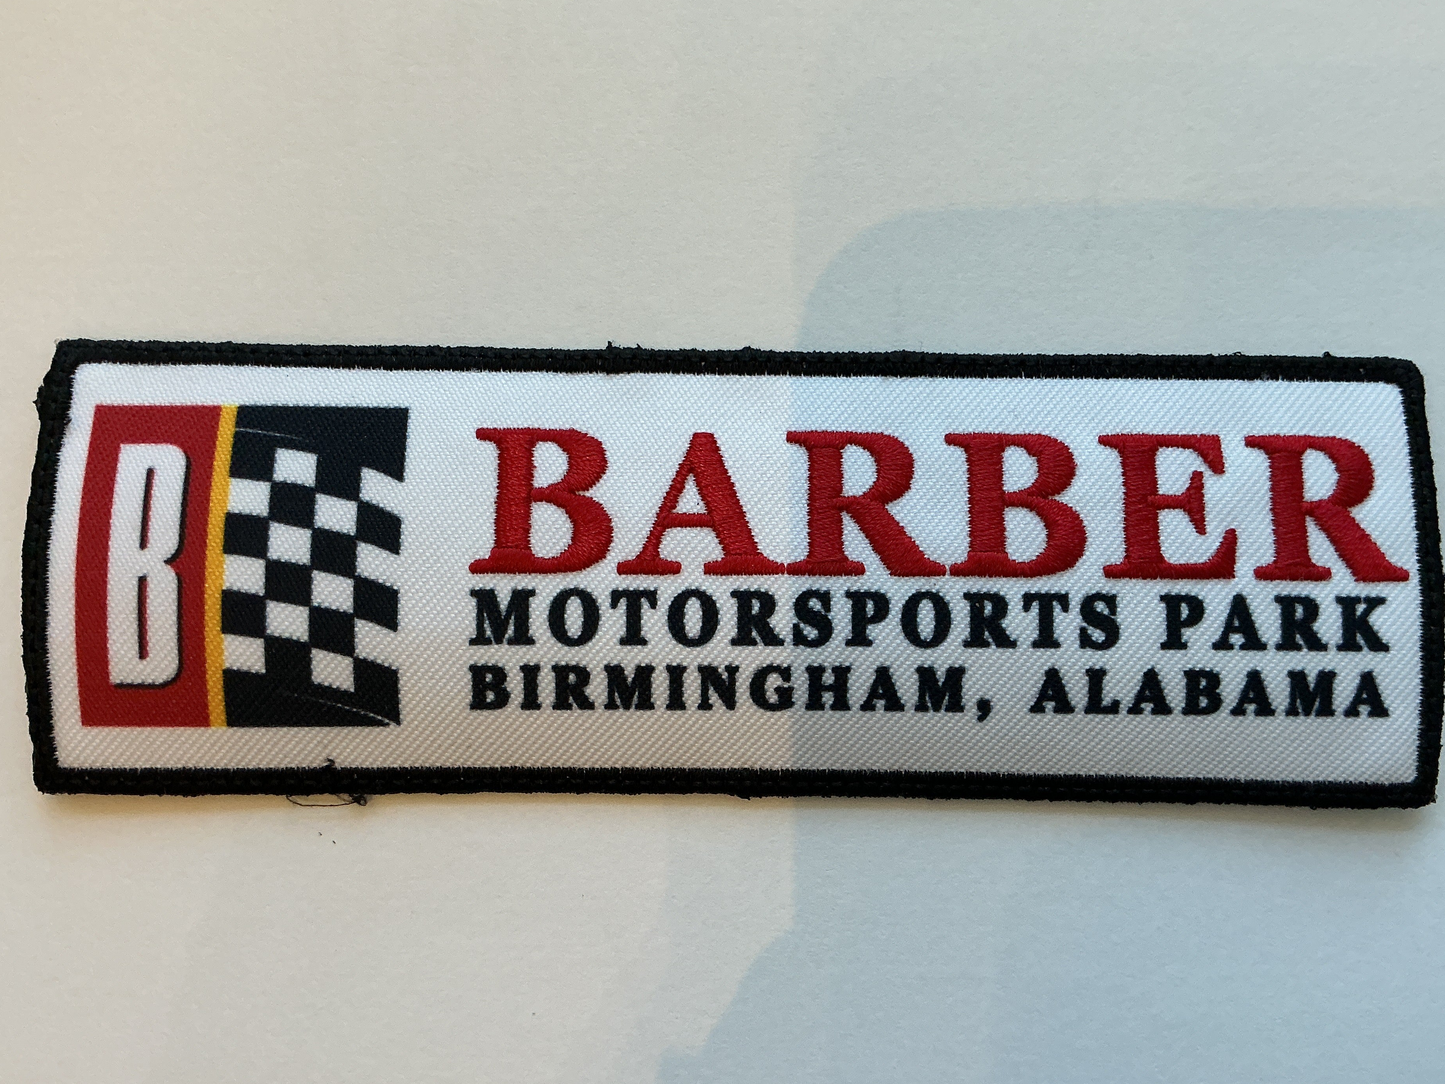 B
BARBER
MOTORSPORTS PARK
BIRMINGHAM, ALABAMA